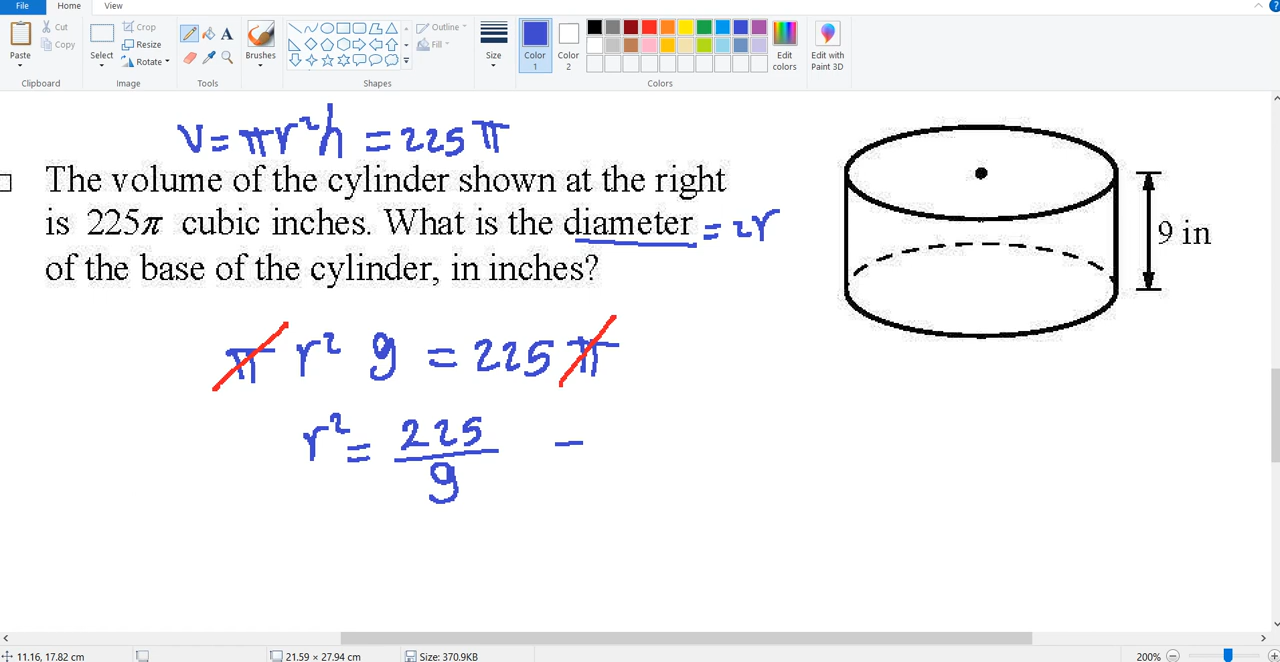 File Home View
Paste
Cut
Copy
Clipboard
Select
Crop
Resize
Rotate
Image
A
Tools
Brushes
Outline
Fill
Shapes
Size
Color 1
Color 2
Colors
Edit colors
Edit with Paint 3D
V = πr²h = 225π
The volume of the cylinder shown at the right
is 225π cubic inches. What is the diameter = 2r
of the base of the cylinder, in inches?
9 in
π r² 9 = 225 π
r² = 225/9 –
11.16, 17.82 cm
21.59 × 27.94 cm
Size: 370.9KB
200%